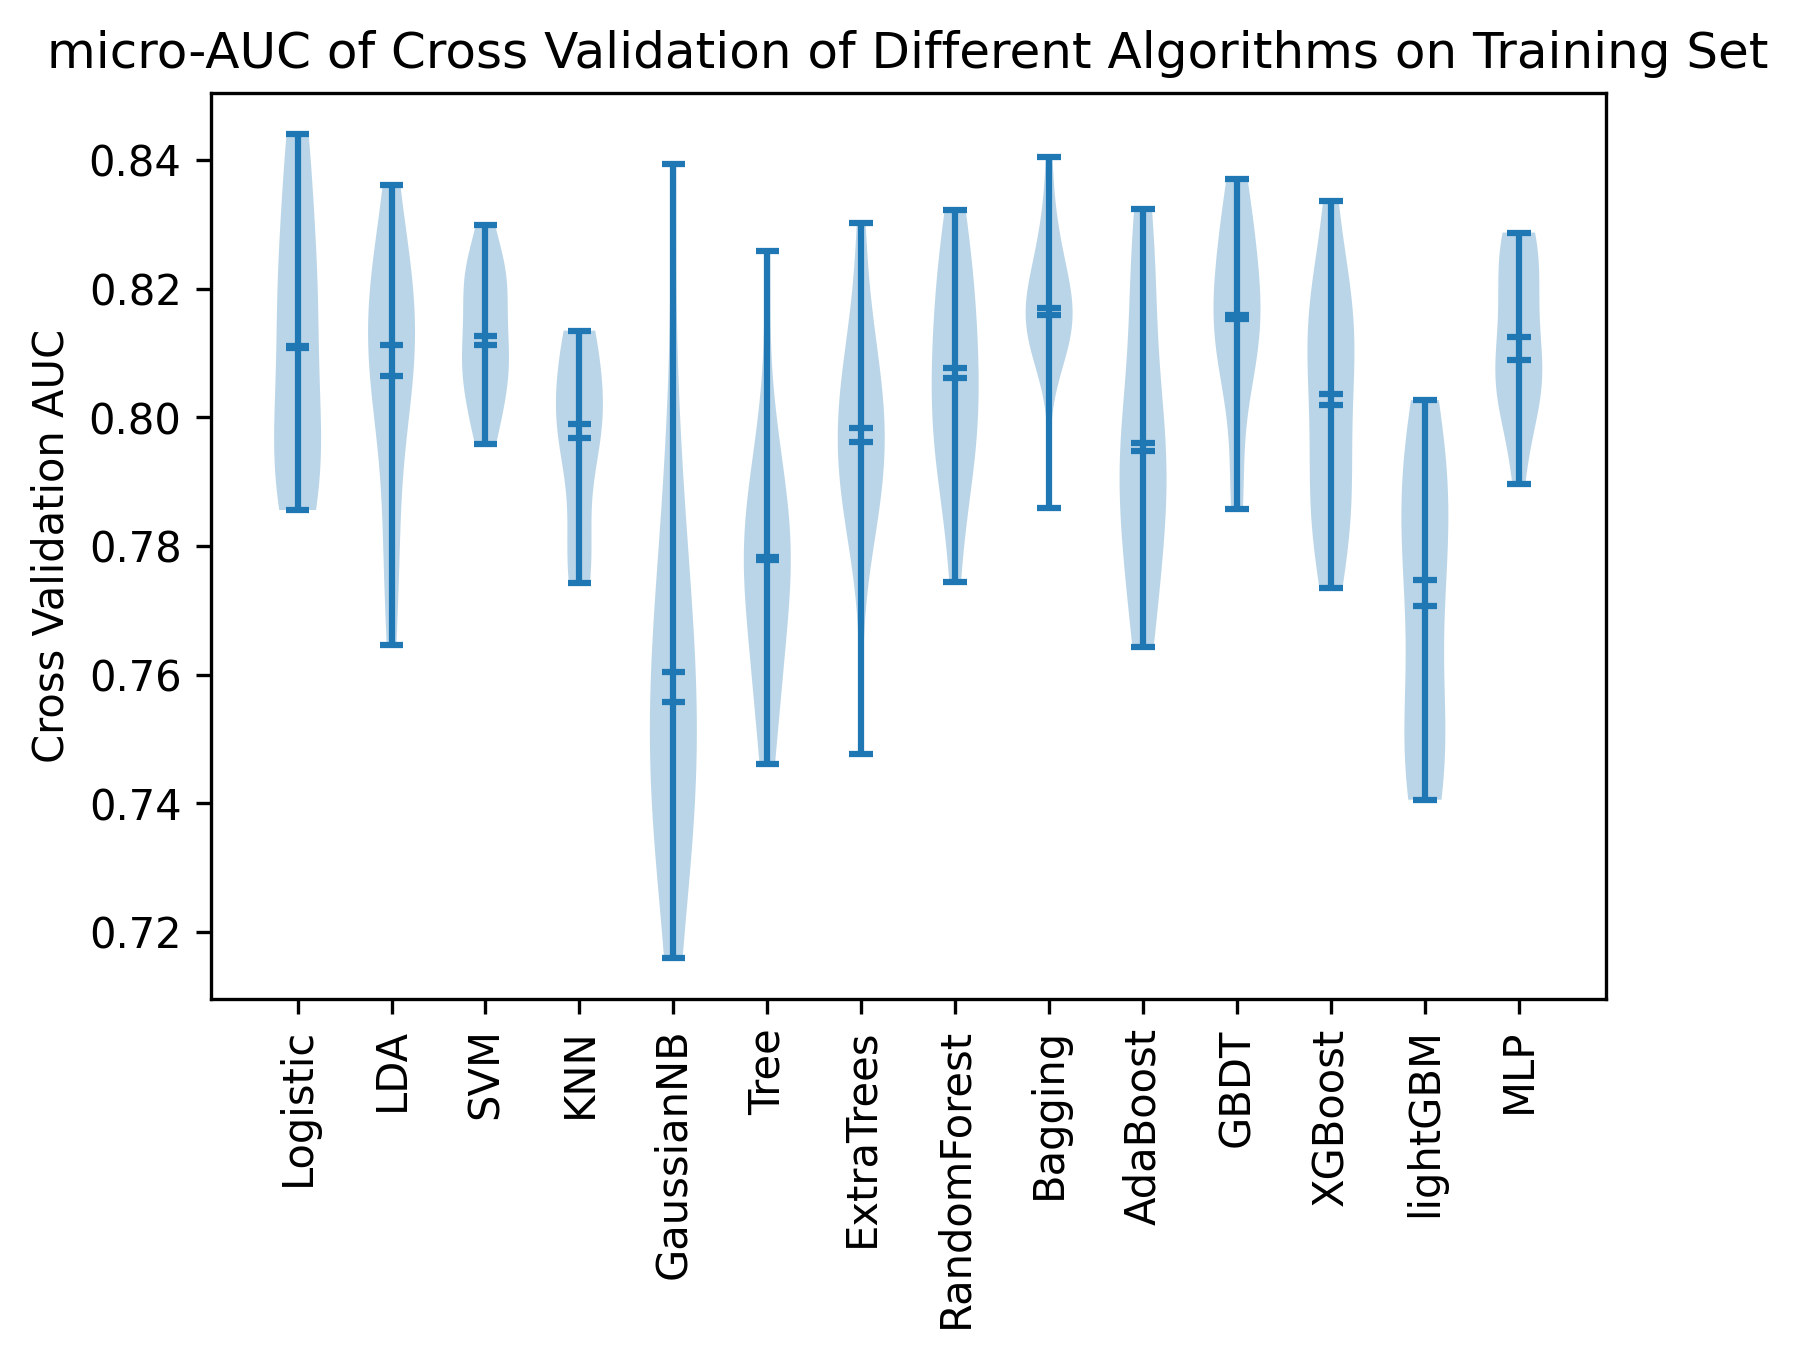 micro-AUC of Cross Validation of Different Algorithms on Training Set
Cross Validation AUC
0.84
0.82
0.80
0.78
0.76
0.74
0.72
Logistic
LDA
SVM
KNN
GaussianNB
Tree
ExtraTrees
RandomForest
Bagging
AdaBoost
GBDT
XGBoost
lightGBM
MLP